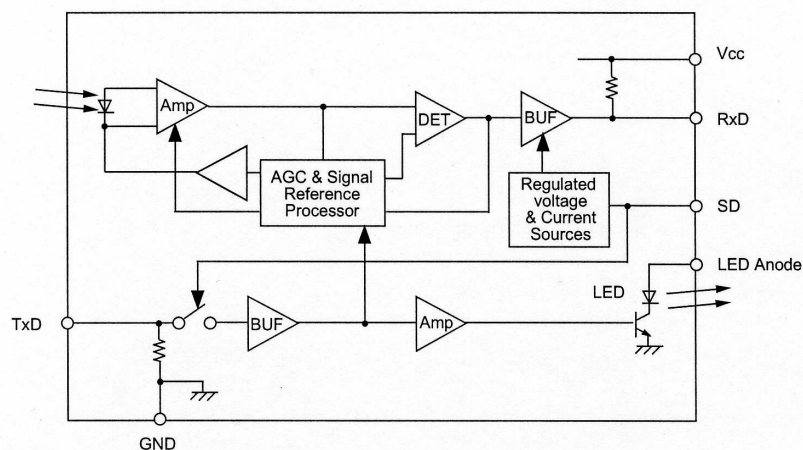 Vcc
Amp
DET
BUF
RxD
AGC & Signal
Reference
Processor
Regulated
voltage
& Current
Sources
SD
LED Anode
LED
TxD
BUF
Amp
GND